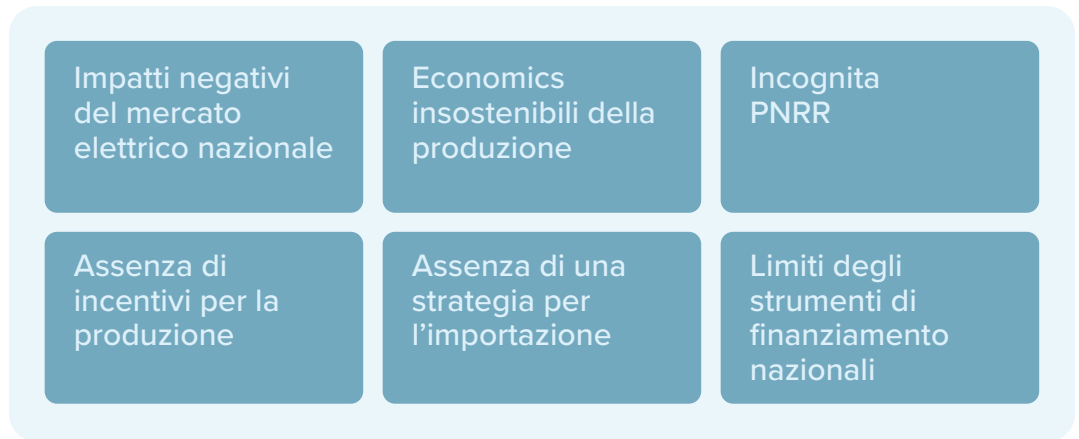 Impatti negativi
del mercato
elettrico nazionale
Economics
insostenibili della
produzione
Incognita
PNRR
Assenza di
incentivi per la
produzione
Assenza di una
strategia per
l’importazione
Limiti degli
strumenti di
finanziamento
nazionali